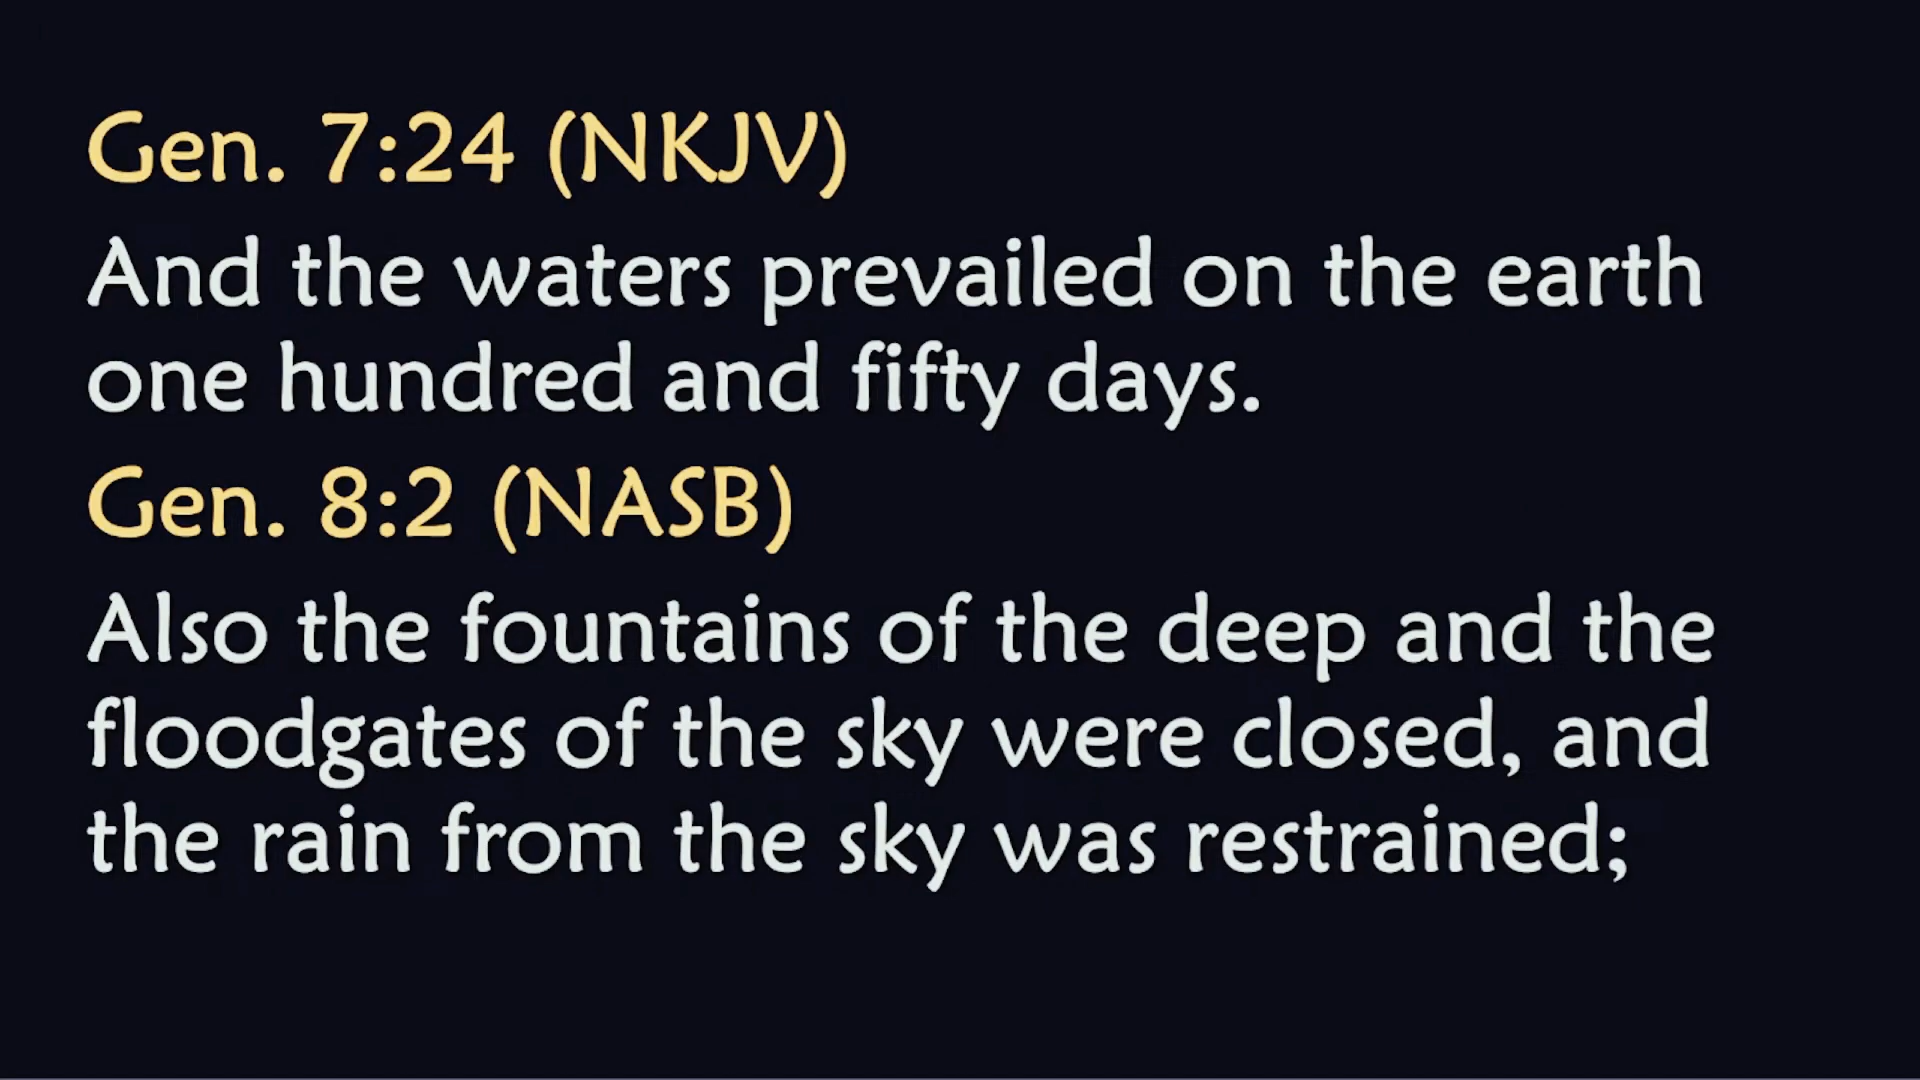 Gen. 7:24 (NKJV)
And the waters prevailed on the earth
one hundred and fifty days.
Gen. 8:2 (NASB)
Also the fountains of the deep and the
floodgates of the sky were closed, and
the rain from the sky was restrained;